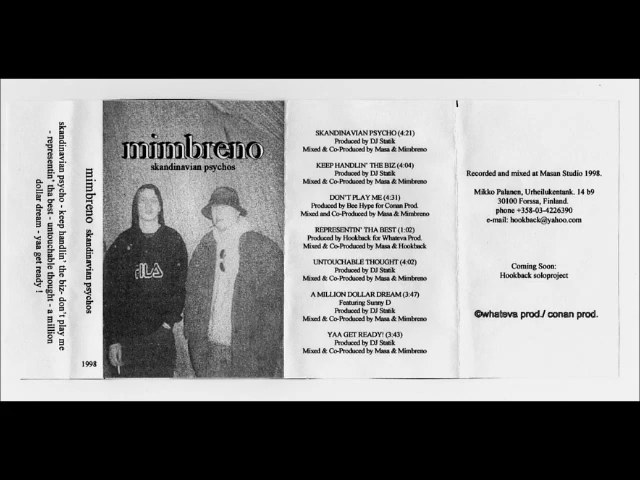 skandinavian psycho - keep handlin' the biz- don't play me
- representin' tha best - untouchable thought - a million
dollar dream - yaa get ready !
mimbreno skandinavian psychos
1998
mimbreno
skandinavian psychos
FILA
SKANDINAVIAN PSYCHO (4:21)
Produced by DJ Statik
Mixed & Co-Produced by Masa & Mimbreno
KEEP HANDLIN' THE BIZ (4:04)
Produced by DJ Statik
Mixed & Co-Produced by Masa & Mimbreno
DON'T PLAY ME (4:31)
Produced by Bee Hype for Conan Prod.
Mixed and Co-Produced by Masa & Mimbreno
REPRESENTIN' THA BEST (1:02)
Produced by Hookback for Whateva Prod.
Mixed & Co-Produced by Masa & Hookback
UNTOUCHABLE THOUGHT (4:02)
Produced by DJ Statik
Mixed & Co-Produced by Masa & Mimbreno
A MILLION DOLLAR DREAM (3:47)
Featuring Sunny D
Produced by DJ Statik
Mixed & Co-Produced by Masa & Mimbreno
YAA GET READY! (3:43)
Produced by DJ Statik
Mixed & Co-Produced by Masa & Mimbreno
Recorded and mixed at Masan Studio 1998.
Mikko Palanen, Urheilukentank. 14 b9
30100 Forssa, Finland.
phone +358-03-4226390
e-mail: hookback@yahoo.com
Coming Soon:
Hookback soloproject
©whateva prod./ conan prod.